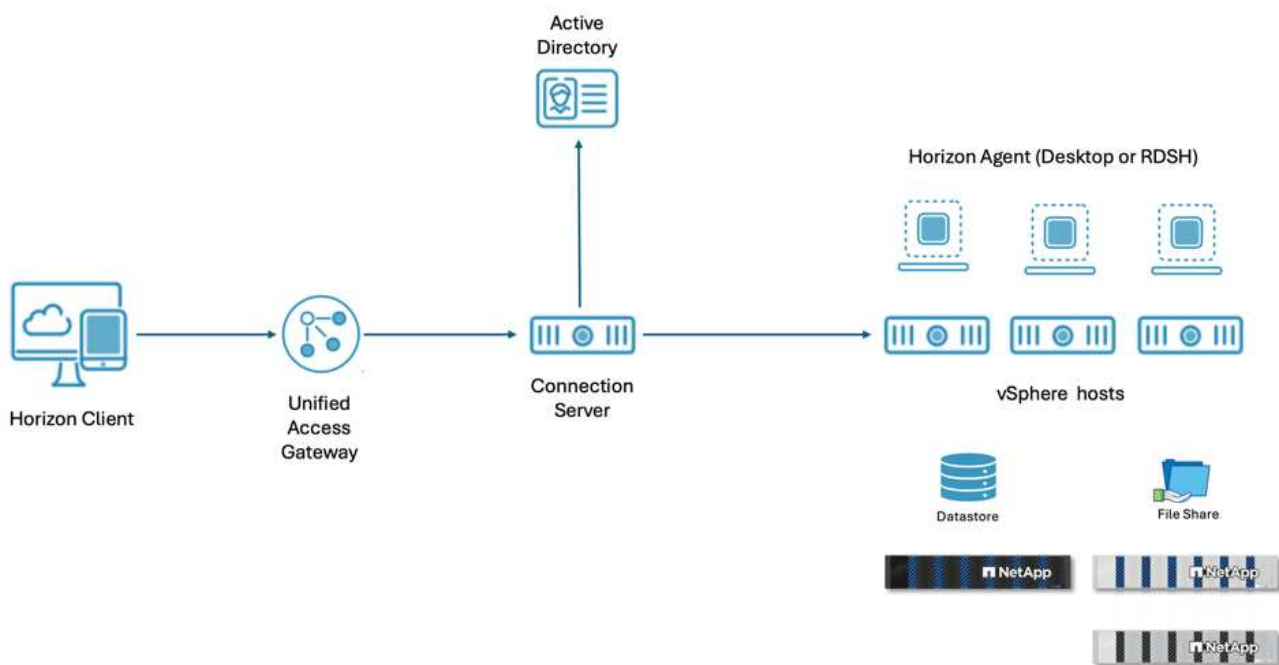 Active
Directory
Horizon Agent (Desktop or RDSH)
Horizon Client
Unified
Access
Gateway
Connection
Server
vSphere hosts
Datastore
File Share
NetApp
NetApp
NetApp